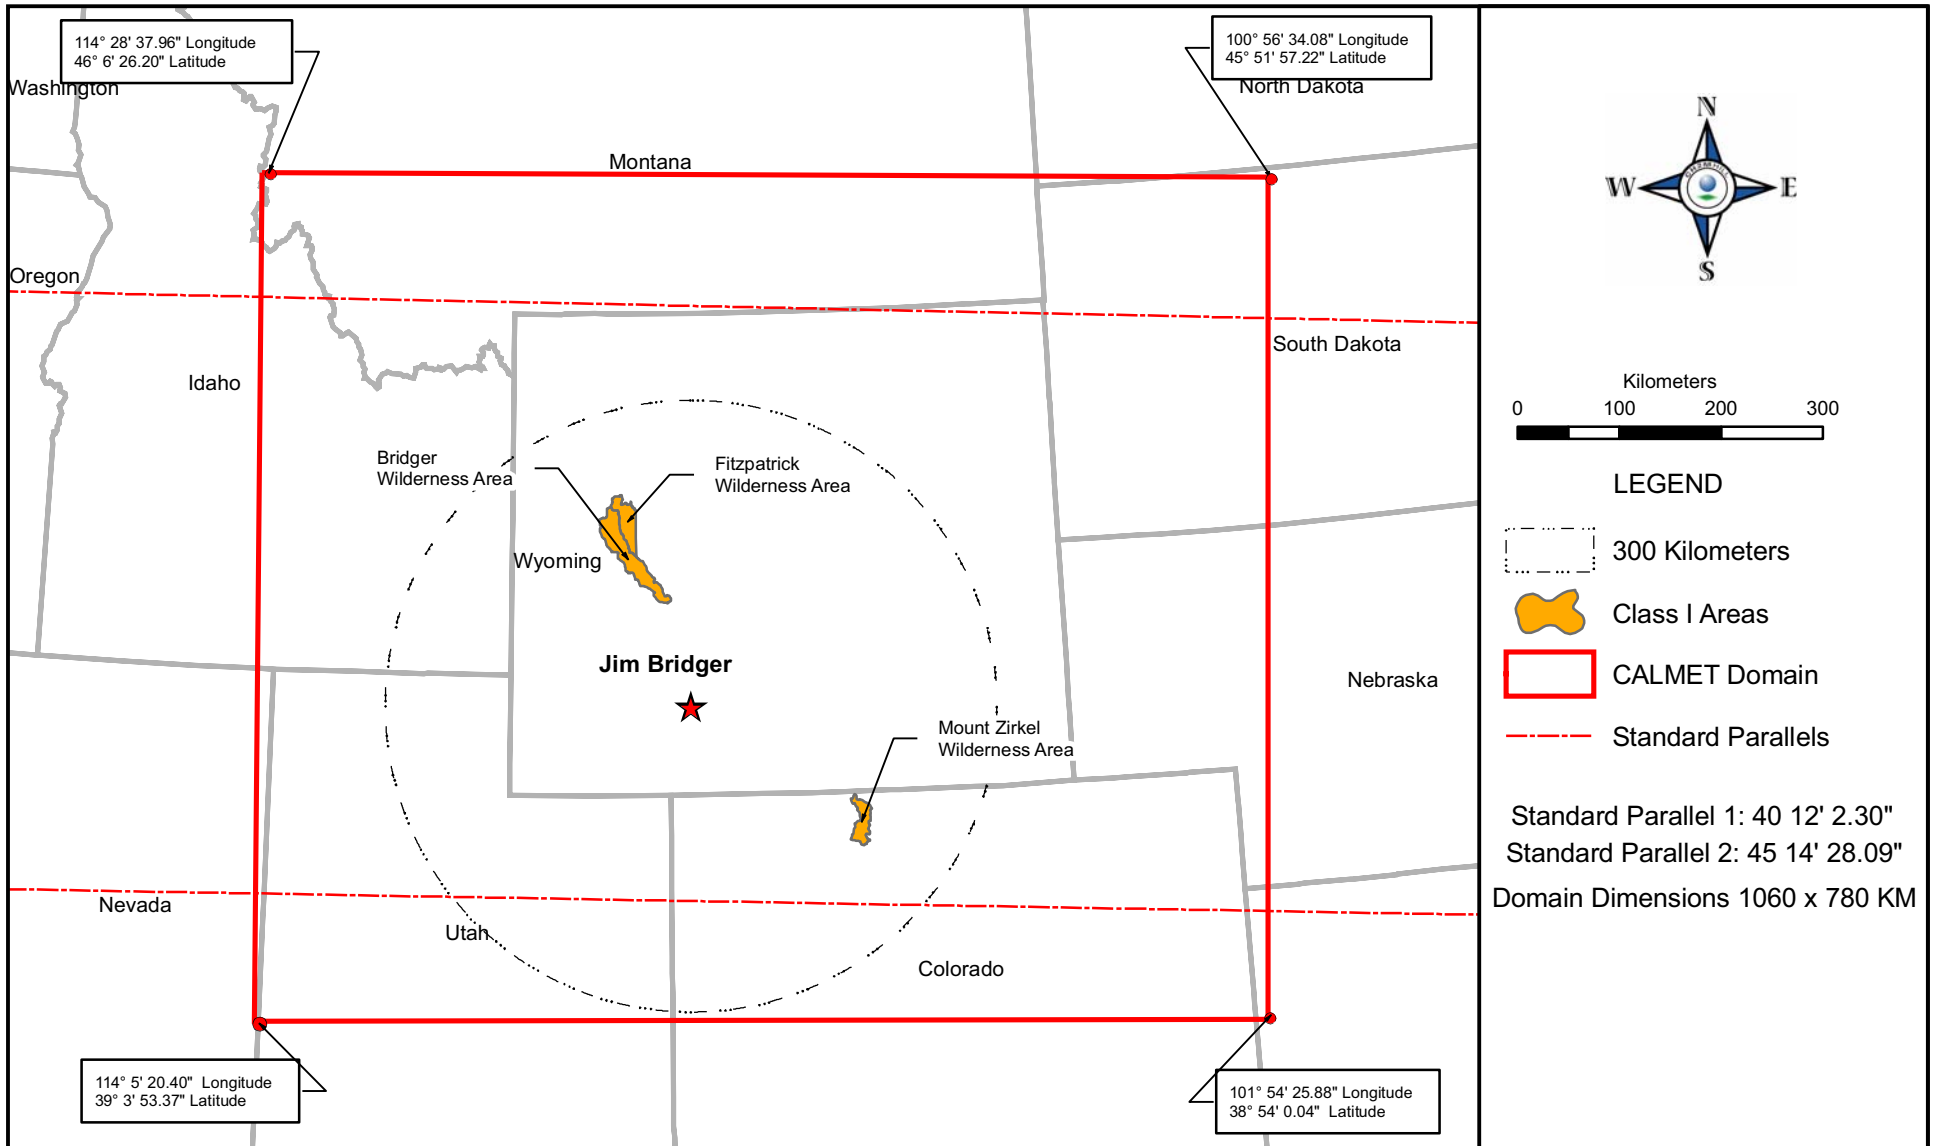 114° 28' 37.96" Longitude
46° 6' 26.20" Latitude
100° 56' 34.08" Longitude
45° 51' 57.22" Latitude
Washington
North Dakota
Montana
Oregon
South Dakota
Idaho
Bridger
Wilderness Area
Fitzpatrick
Wilderness Area
Wyoming
Jim Bridger
Nebraska
Mount Zirkel
Wilderness Area
Nevada
Utah
Colorado
114° 5' 20.40" Longitude
39° 3' 53.37" Latitude
101° 54' 25.88" Longitude
38° 54' 0.04" Latitude
N
W
E
S
Kilometers
0 100 200 300
LEGEND
300 Kilometers
Class I Areas
CALMET Domain
Standard Parallels
Standard Parallel 1: 40 12' 2.30"
Standard Parallel 2: 45 14' 28.09"
Domain Dimensions 1060 x 780 KM